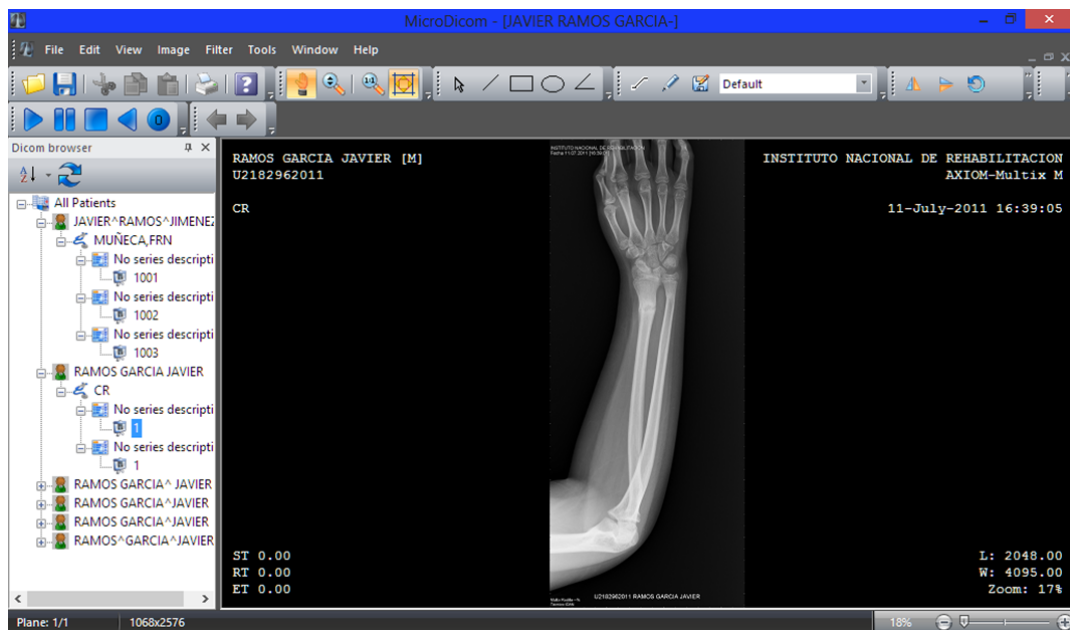 MicroDicom - [JAVIER RAMOS GARCIA-]
File Edit View Image Filter Tools Window Help
Default
Dicom browser
All Patients
JAVIER^RAMOS^JIMENEZ
MUÑECA,FRN
No series descripti
1001
No series descripti
1002
No series descripti
1003
RAMOS GARCIA JAVIER
CR
No series descripti
1
No series descripti
1
RAMOS GARCIA^ JAVIER
RAMOS GARCIA^JAVIER
RAMOS GARCIA^JAVIER
RAMOS^GARCIA^JAVIER
RAMOS GARCIA JAVIER [M]
U2182962011
CR
INSTITUTO NACIONAL DE REHABILITACION
AXIOM-Multix M
11-July-2011 16:39:05
U2182962011 RAMOS GARCIA JAVIER
ST 0.00
RT 0.00
ET 0.00
L: 2048.00
W: 4095.00
Zoom: 17%
Plane: 1/1 1068x2576 18%